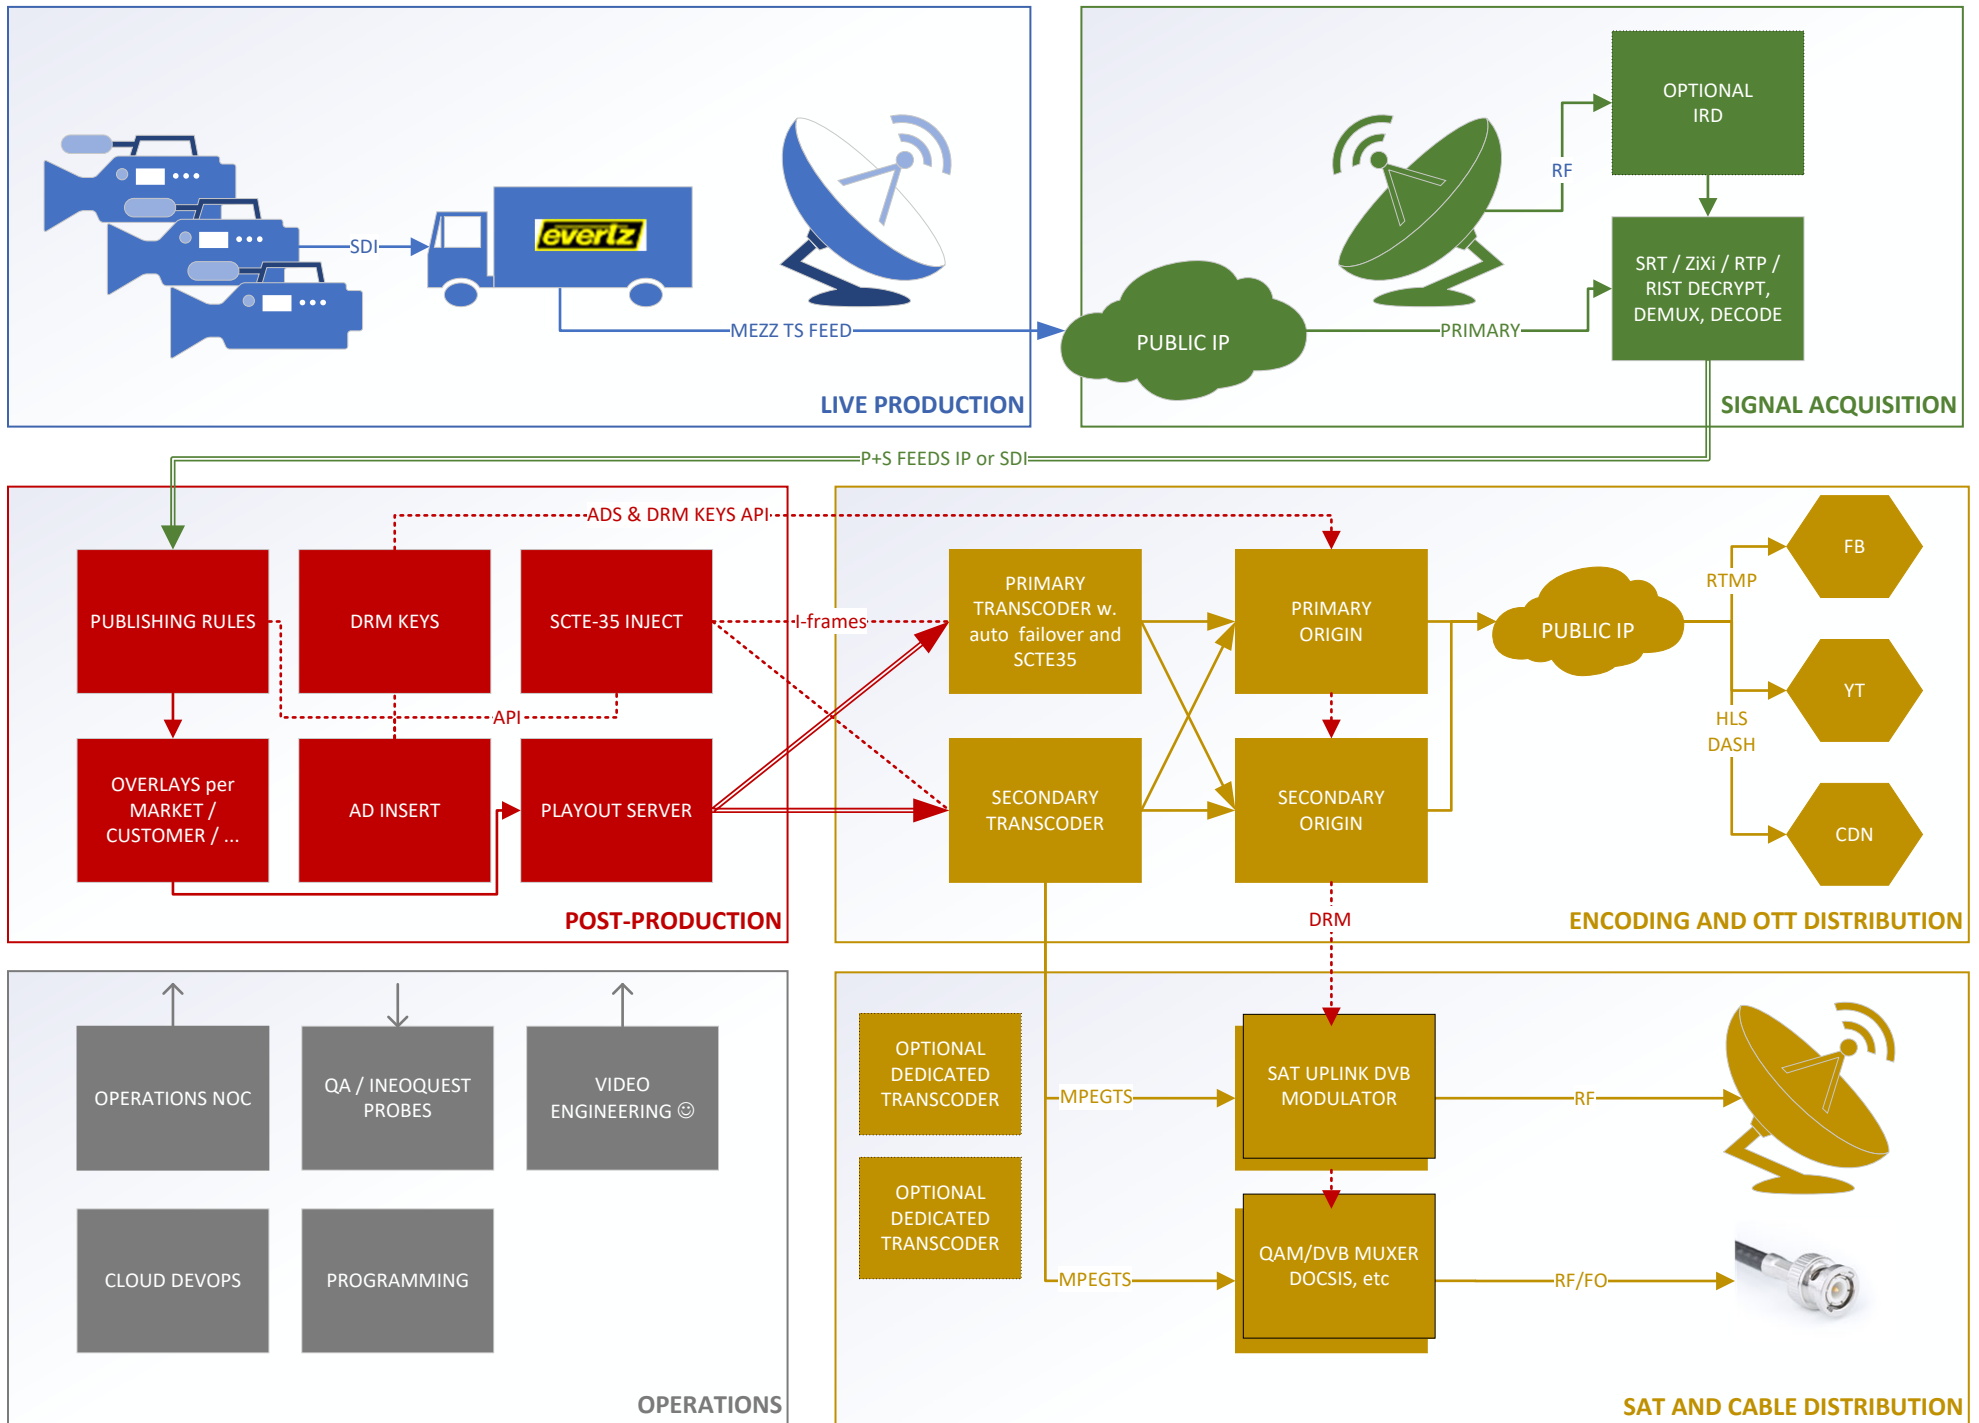 OPTIONAL
IRD
RF
evertz
SDI
SRT / ZiXi / RTP /
RIST DECRYPT,
DEMUX, DECODE
MEZZ TS FEED
PUBLIC IP
PRIMARY
LIVE PRODUCTION
SIGNAL ACQUISITION
P+S FEEDS IP or SDI
ADS & DRM KEYS API
PUBLISHING RULES
DRM KEYS
SCTE-35 INJECT
I-frames
API
OVERLAYS per
MARKET /
CUSTOMER / ...
AD INSERT
PLAYOUT SERVER
POST-PRODUCTION
PRIMARY
TRANSCODER w.
auto failover and
SCTE35
PRIMARY
ORIGIN
PUBLIC IP
RTMP
FB
YT
HLS
DASH
CDN
SECONDARY
TRANSCODER
SECONDARY
ORIGIN
DRM
ENCODING AND OTT DISTRIBUTION
OPERATIONS NOC
QA / INEOQUEST
PROBES
VIDEO
ENGINEERING ☺
CLOUD DEVOPS
PROGRAMMING
OPERATIONS
OPTIONAL
DEDICATED
TRANSCODER
MPEGTS
SAT UPLINK DVB
MODULATOR
RF
OPTIONAL
DEDICATED
TRANSCODER
MPEGTS
QAM/DVB MUXER
DOCSIS, etc
RF/FO
SAT AND CABLE DISTRIBUTION